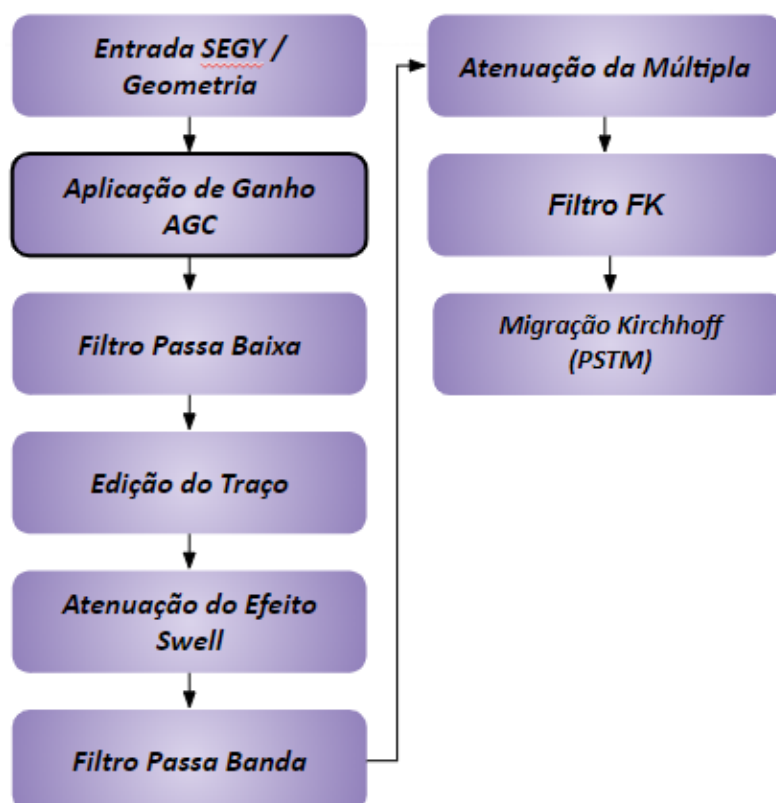 Entrada SEGY /
Geometria
Aplicação de Ganho
AGC
Filtro Passa Baixa
Edição do Traço
Atenuação do Efeito
Swell
Filtro Passa Banda
Atenuação da Múltipla
Filtro FK
Migração Kirchhoff
(PSTM)